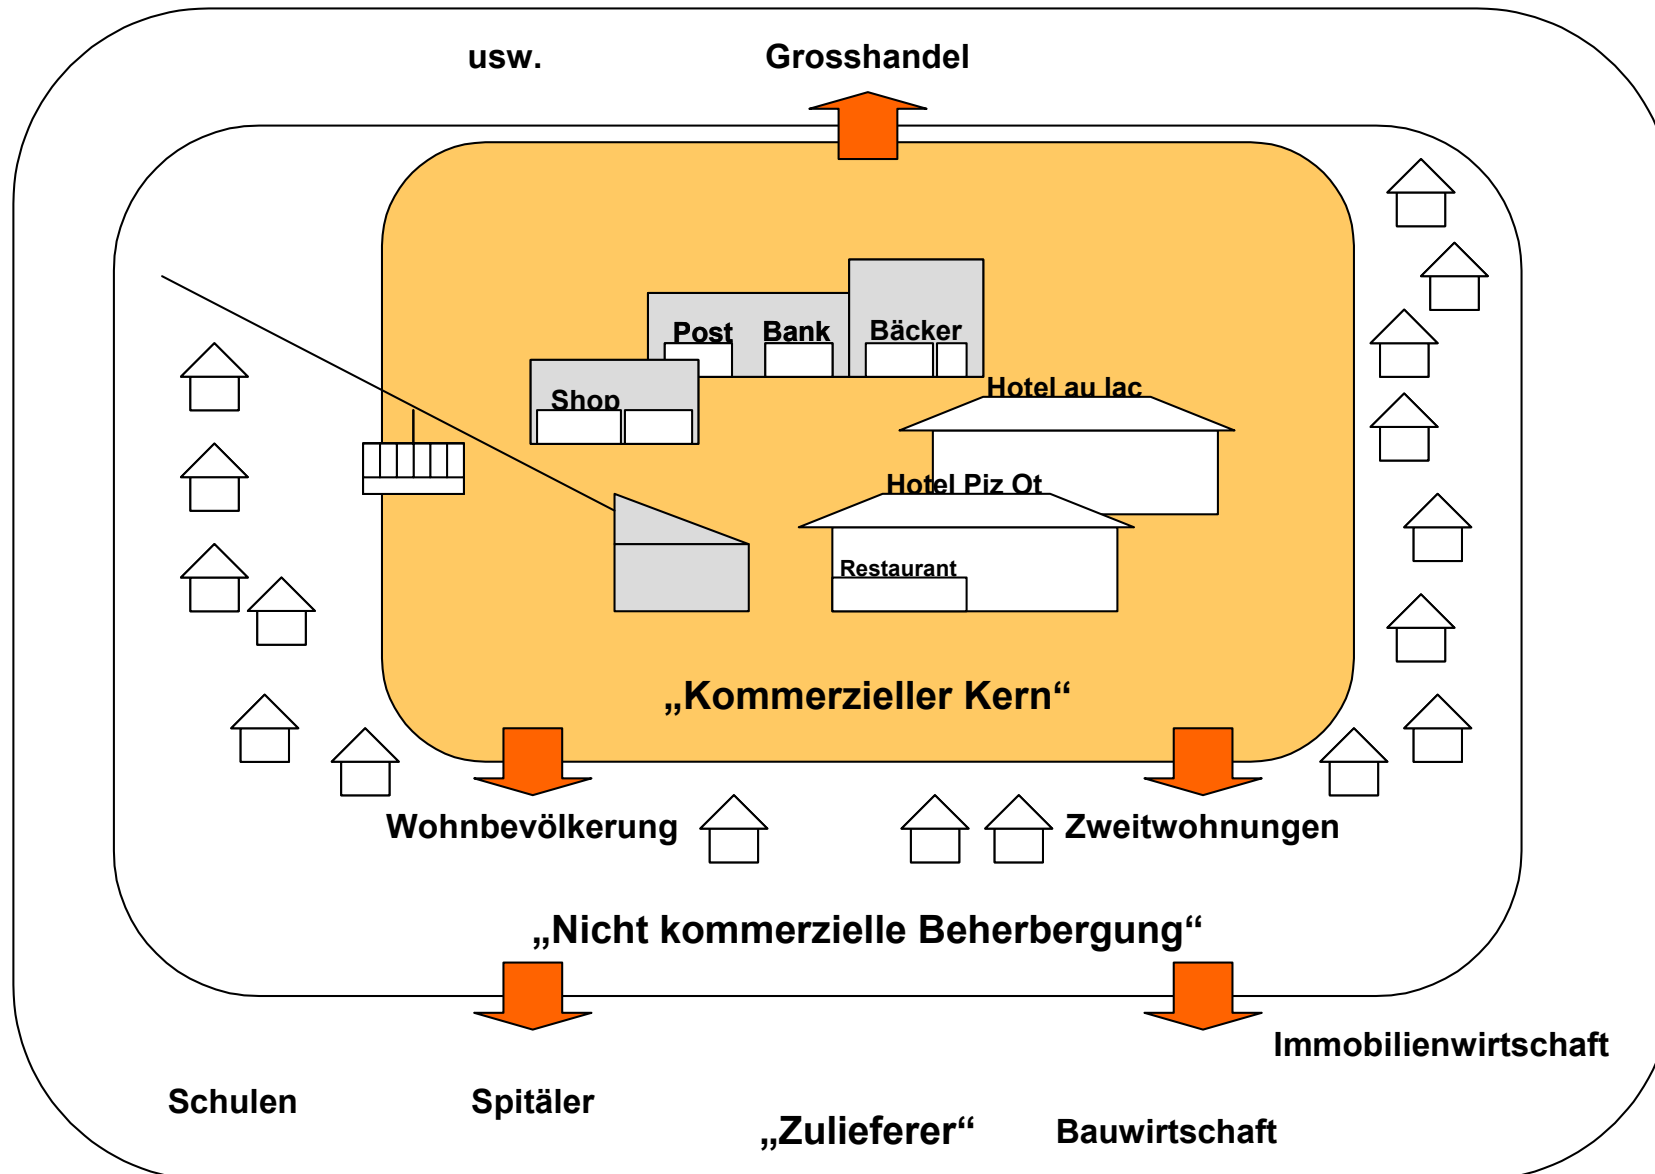 usw.
Grosshandel
Post
Bank
Bäcker
Shop
Hotel au lac
Hotel Piz Ot
Restaurant
„Kommerzieller Kern“
Wohnbevölkerung
Zweitwohnungen
„Nicht kommerzielle Beherbergung“
Immobilienwirtschaft
Schulen
Spitäler
„Zulieferer“
Bauwirtschaft